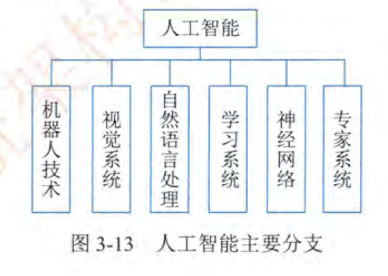 人工智能
机器人技术
视觉系统
自然语言处理
学习系统
神经网络
专家系统
图 3-13 人工智能主要分支